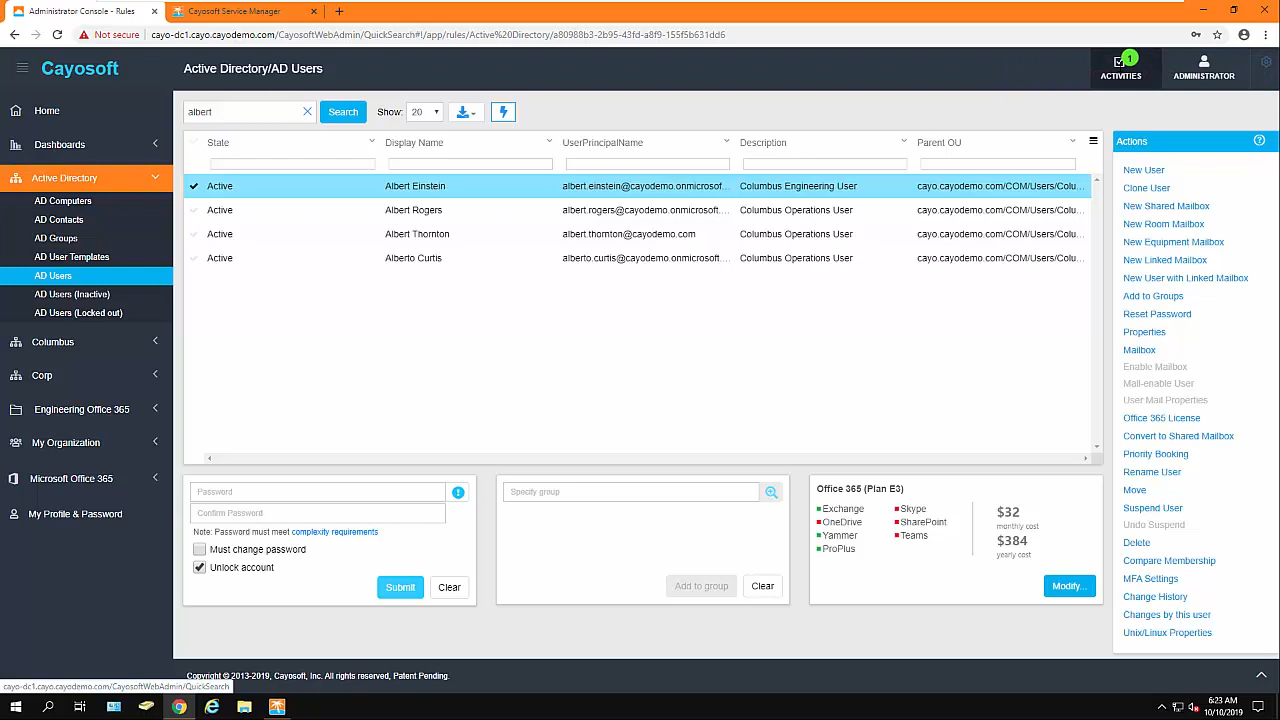 Administrator Console - Rules
Cayosoft Service Manager
Not secure
cayo-dc1.cayo.cayodemo.com/CayosoftWebAdmin/QuickSearch#!/app/rules/Active%20Directory/a80988b3-2b95-43fd-a8f9-155f5b631dd6
Cayosoft
Active Directory/AD Users
1
ACTIVITIES
ADMINISTRATOR
Home
Dashboards
Active Directory
AD Computers
AD Contacts
AD Groups
AD User Templates
AD Users
AD Users (Inactive)
AD Users (Locked out)
Columbus
Corp
Engineering Office 365
My Organization
Microsoft Office 365
My Profile & Password
albert
Search
Show:
20
State Display Name UserPrincipalName Description Parent OU
Active Albert Einstein albert.einstein@cayodemo.onmicrosof... Columbus Engineering User cayo.cayodemo.com/COM/Users/Colu...
Active Albert Rogers albert.rogers@cayodemo.onmicrosoft.... Columbus Operations User cayo.cayodemo.com/COM/Users/Colu...
Active Albert Thornton albert.thornton@cayodemo.com Columbus Operations User cayo.cayodemo.com/COM/Users/Colu...
Active Alberto Curtis alberto.curtis@cayodemo.onmicrosoft.... Columbus Operations User cayo.cayodemo.com/COM/Users/Colu...
Password
Confirm Password
Note: Password must meet complexity requirements
Must change password
Unlock account
Submit
Clear
Specify group
Add to group
Clear
Office 365 (Plan E3)
Exchange Skype
OneDrive SharePoint
Yammer Teams
ProPlus
$32
monthly cost
$384
yearly cost
Modify...
Actions
New User
Clone User
New Shared Mailbox
New Room Mailbox
New Equipment Mailbox
New Linked Mailbox
New User with Linked Mailbox
Add to Groups
Reset Password
Properties
Mailbox
Enable Mailbox
Mail-enable User
User Mail Properties
Office 365 License
Convert to Shared Mailbox
Priority Booking
Rename User
Move
Suspend User
Undo Suspend
Delete
Compare Membership
MFA Settings
Change History
Changes by this user
Unix/Linux Properties
Copyright © 2013-2019, Cayosoft, Inc. All rights reserved, Patent Pending.
cayo-dc1.cayo.cayodemo.com/CayosoftWebAdmin/QuickSearch
6:23 AM
10/10/2019